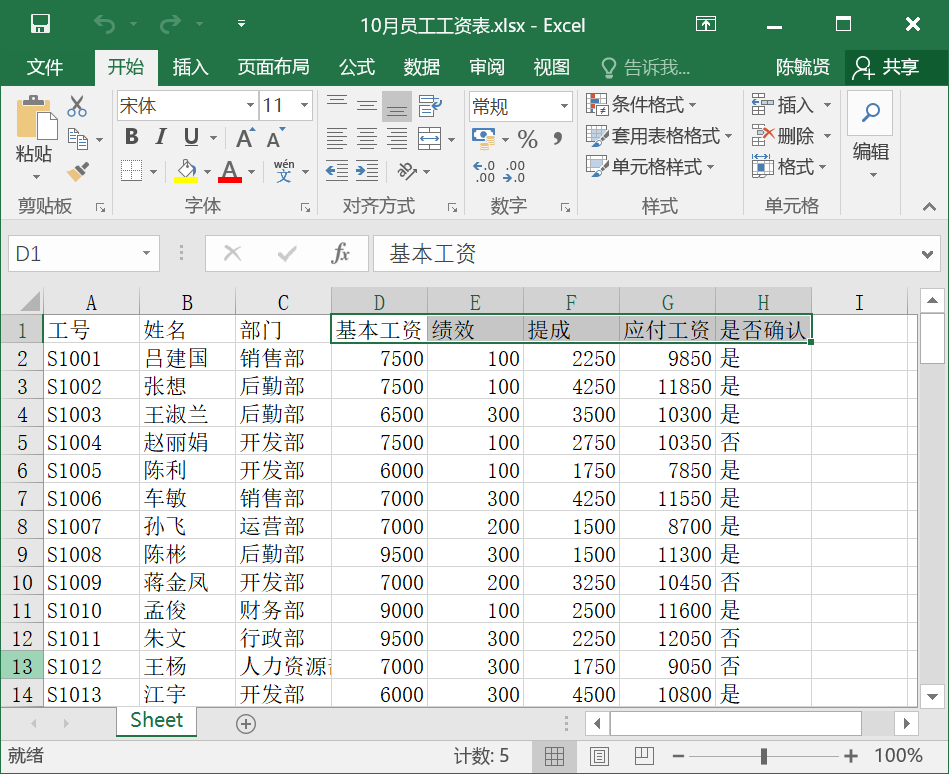 10月员工工资表.xlsx - Excel
文件 开始 插入 页面布局 公式 数据 审阅 视图 告诉我... 陈毓贤 共享
粘贴 宋体 11 常规 条件格式 插入
B I U A A % 套用表格格式 删除 编辑
A wén 文 .0 .00 .00 .0 单元格样式 格式
剪贴板 字体 对齐方式 数字 样式 单元格
D1 fx 基本工资
A B C D E F G H I
1 工号 姓名 部门 基本工资 绩效 提成 应付工资 是否确认
2 S1001 吕建国 销售部 7500 100 2250 9850 是
3 S1002 张想 后勤部 7500 100 4250 11850 是
4 S1003 王淑兰 后勤部 6500 300 3500 10300 是
5 S1004 赵丽娟 开发部 7500 100 2750 10350 否
6 S1005 陈利 开发部 6000 100 1750 7850 是
7 S1006 车敏 销售部 7000 300 4250 11550 是
8 S1007 孙飞 运营部 7000 200 1500 8700 是
9 S1008 陈彬 后勤部 9500 300 1500 11300 是
10 S1009 蒋金凤 开发部 7000 200 3250 10450 否
11 S1010 孟俊 财务部 9000 100 2500 11600 是
12 S1011 朱文 行政部 9500 300 2250 12050 否
13 S1012 王杨 人力资源 7000 300 1750 9050 否
14 S1013 江宇 开发部 6000 300 4500 10800 是
Sheet
就绪 计数: 5 100%